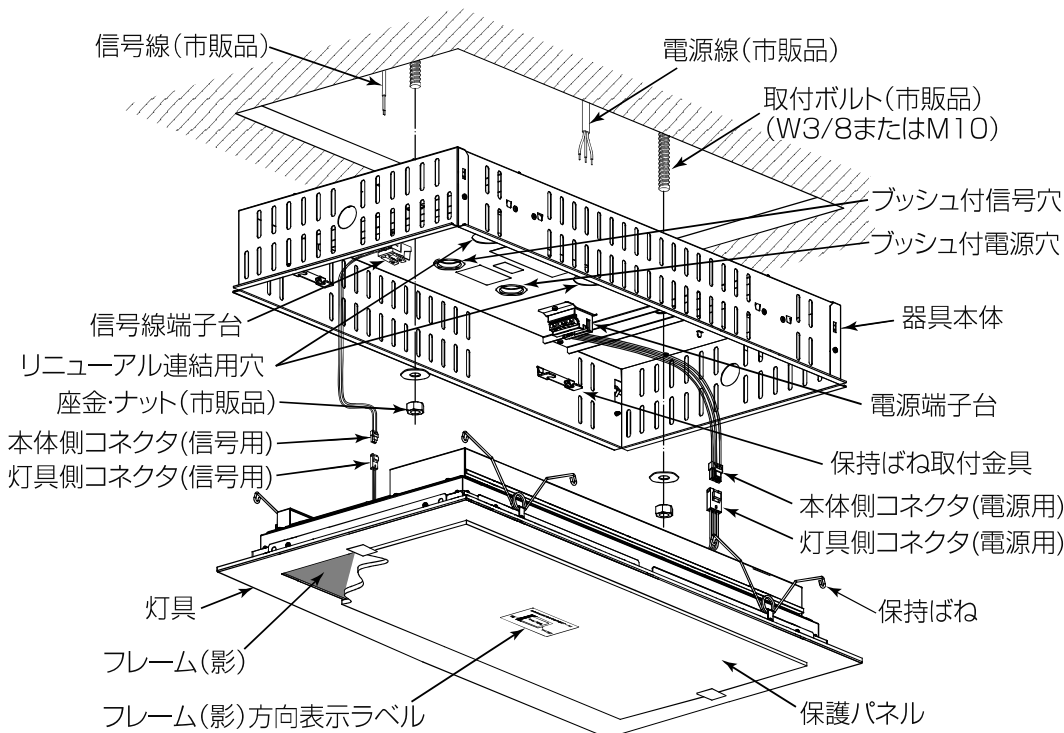 信号線(市販品)
電源線(市販品)
取付ボルト(市販品)
(W3/8またはM10)
ブッシュ付信号穴
ブッシュ付電源穴
信号線端子台
器具本体
リニューアル連結用穴
座金・ナット(市販品)
電源端子台
本体側コネクタ(信号用)
灯具側コネクタ(信号用)
保持ばね取付金具
本体側コネクタ(電源用)
灯具側コネクタ(電源用)
灯具
保持ばね
フレーム(影)
フレーム(影)方向表示ラベル
保護パネル